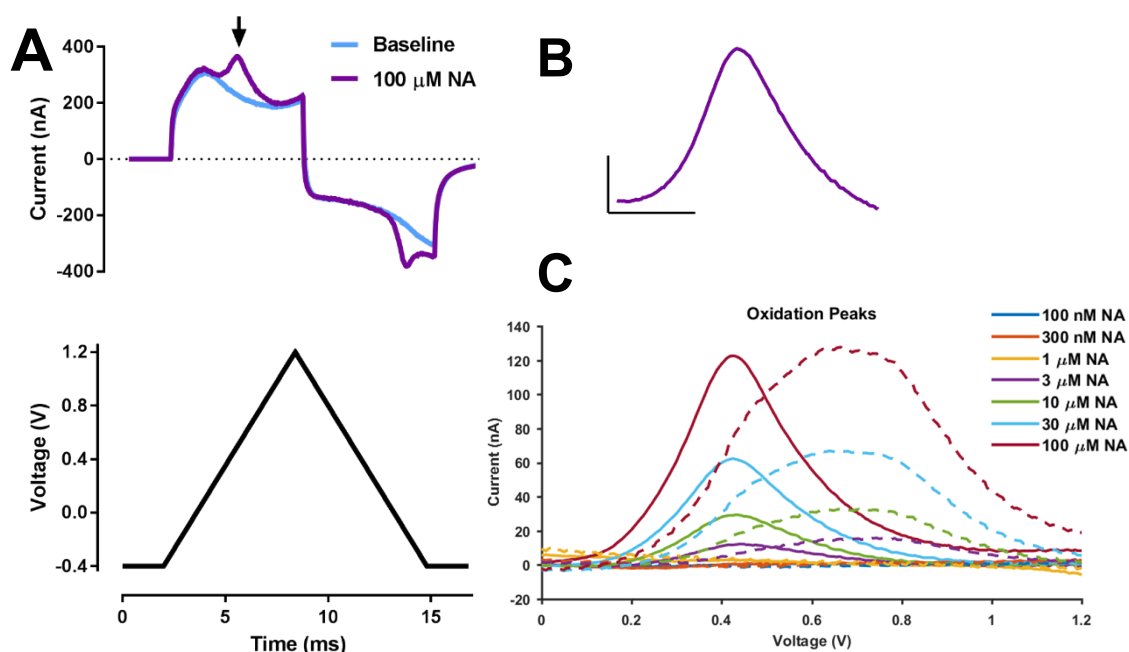 A
400
200
0
-200
-400
Current (nA)
Baseline
100 μM NA
B
1.2
0.8
0.4
0.0
-0.4
Voltage (V)
0
5
10
15
Time (ms)
C
Oxidation Peaks
140
120
100
80
60
40
20
0
-20
Current (nA)
0
0.2
0.4
0.6
0.8
1
1.2
Voltage (V)
100 nM NA
300 nM NA
1 μM NA
3 μM NA
10 μM NA
30 μM NA
100 μM NA